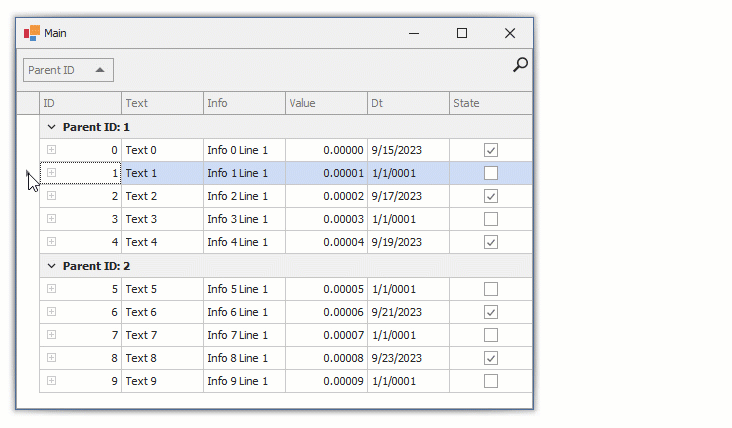 Main
Parent ID
ID Text Info Value Dt State
Parent ID: 1
0 Text 0 Info 0 Line 1 0.00000 9/15/2023
1 Text 1 Info 1 Line 1 0.00001 1/1/0001
2 Text 2 Info 2 Line 1 0.00002 9/17/2023
3 Text 3 Info 3 Line 1 0.00003 1/1/0001
4 Text 4 Info 4 Line 1 0.00004 9/19/2023
Parent ID: 2
5 Text 5 Info 5 Line 1 0.00005 1/1/0001
6 Text 6 Info 6 Line 1 0.00006 9/21/2023
7 Text 7 Info 7 Line 1 0.00007 1/1/0001
8 Text 8 Info 8 Line 1 0.00008 9/23/2023
9 Text 9 Info 9 Line 1 0.00009 1/1/0001